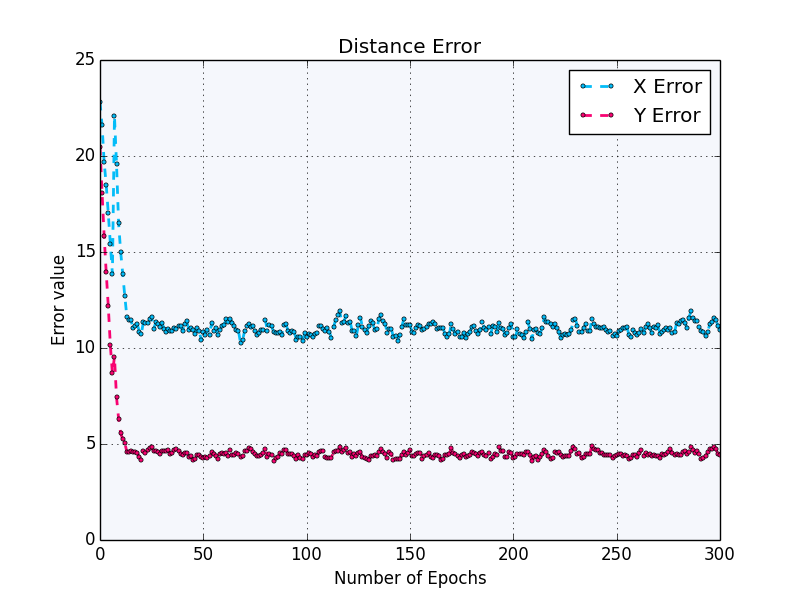 Distance Error
25
20
15
10
5
0
Error value
X Error
Y Error
0 50 100 150 200 250 300
Number of Epochs